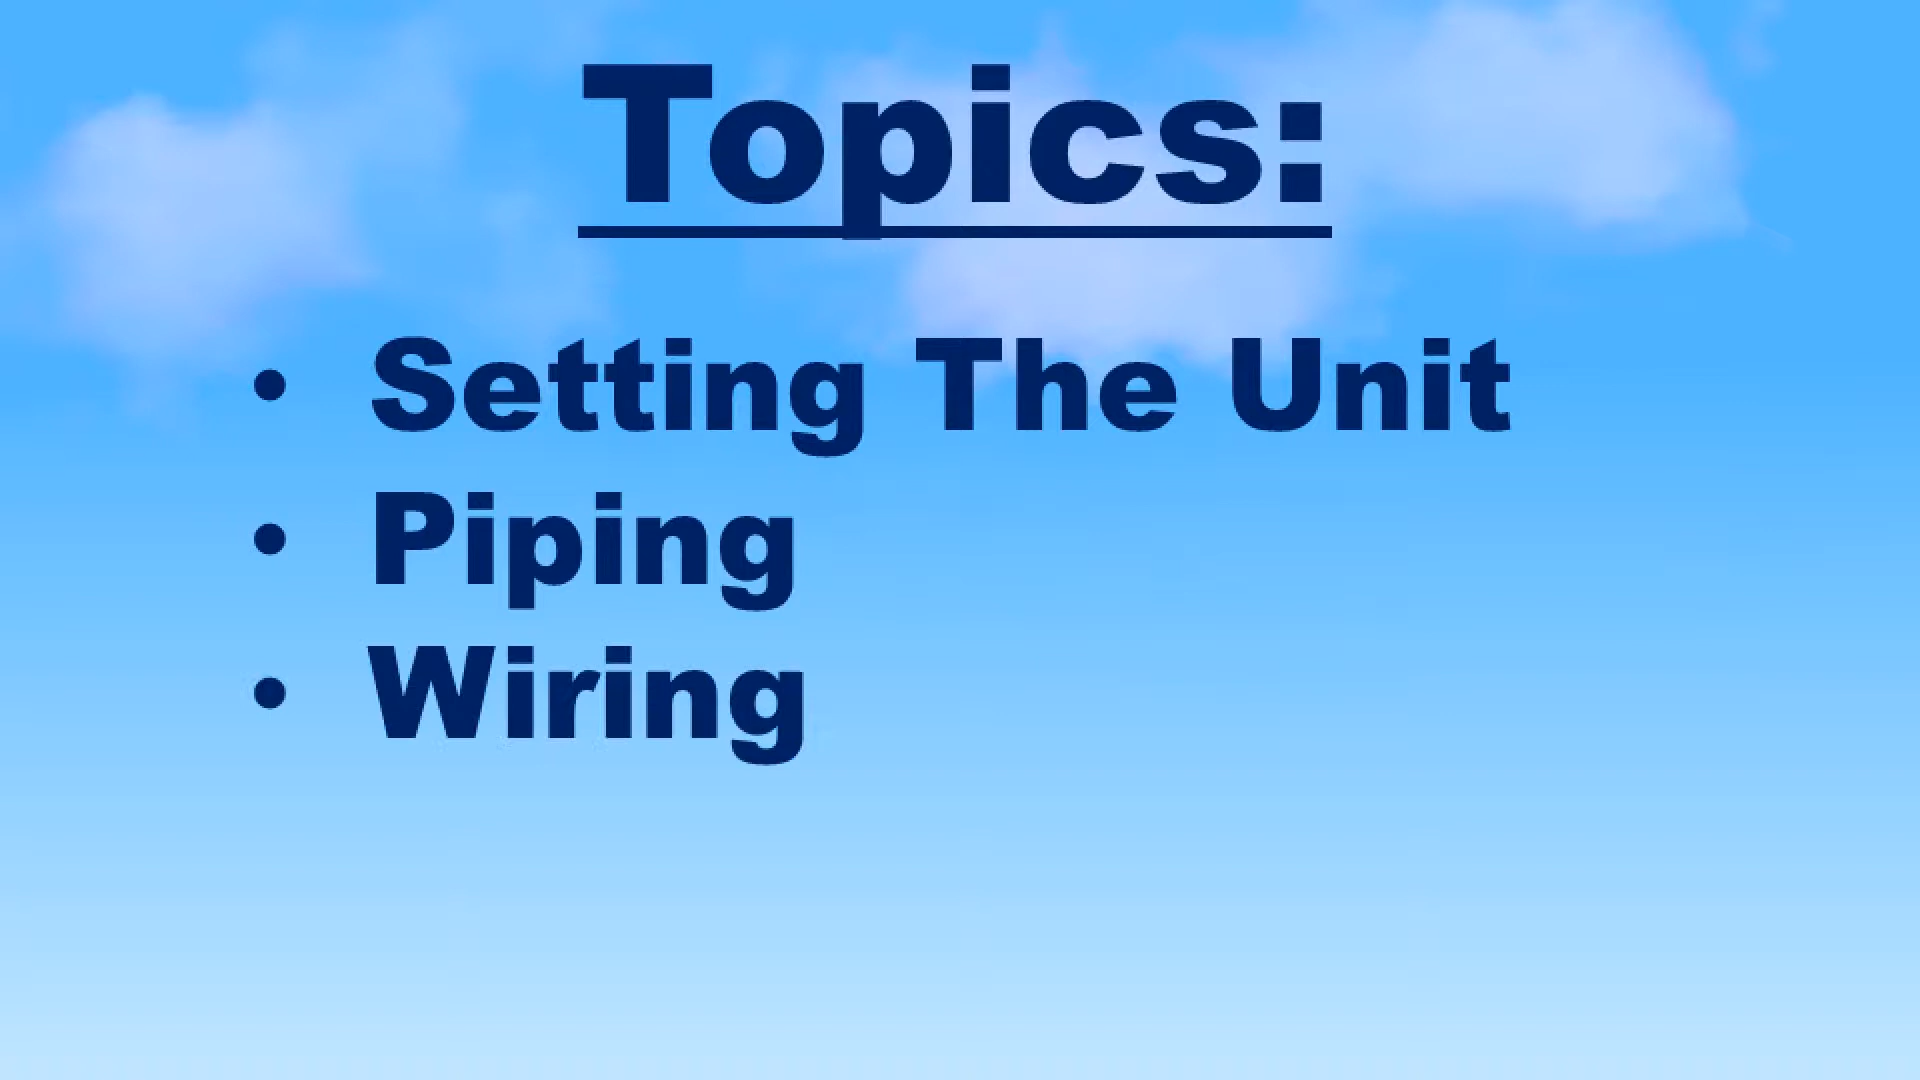 Topics:
• Setting The Unit
• Piping
• Wiring